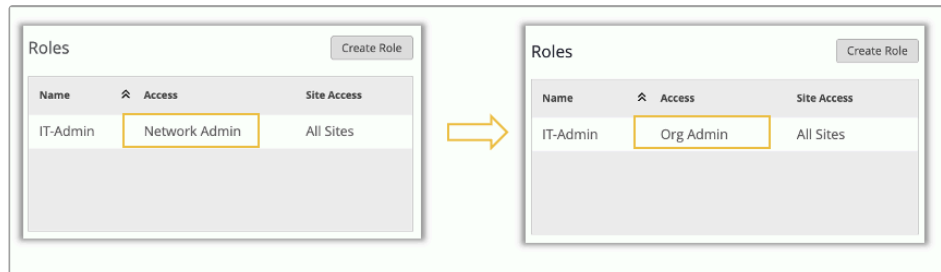 Roles
Create Role
Name Access Site Access
IT-Admin Network Admin All Sites
Roles
Create Role
Name Access Site Access
IT-Admin Org Admin All Sites